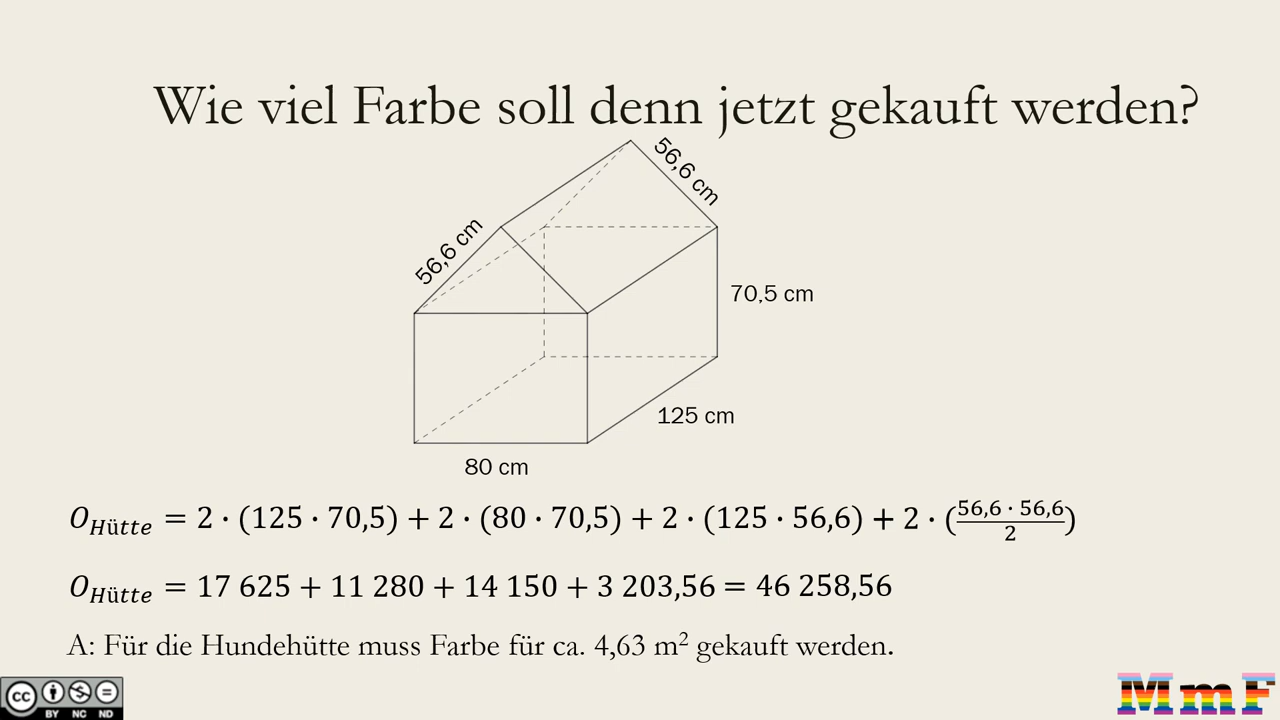 Wie viel Farbe soll denn jetzt gekauft werden?
56,6 cm
56,6 cm
70,5 cm
125 cm
80 cm
O_Hütte = 2 · (125 · 70,5) + 2 · (80 · 70,5) + 2 · (125 · 56,6) + 2 · (56,6 · 56,6 / 2)
O_Hütte = 17 625 + 11 280 + 14 150 + 3 203,56 = 46 258,56
A: Für die Hundehütte muss Farbe für ca. 4,63 m² gekauft werden.
cc BY NC ND
MmF